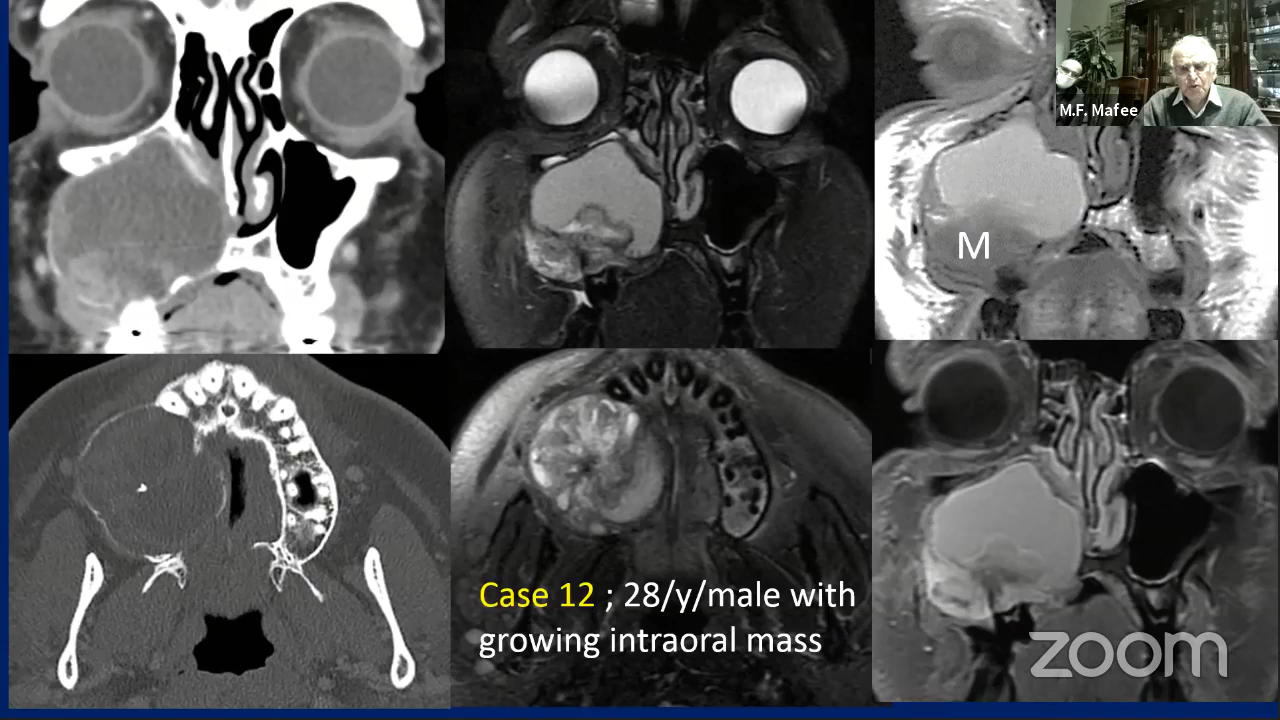 M.F. Mafee
M
Case 12 ; 28/y/male with
growing intraoral mass
zoom